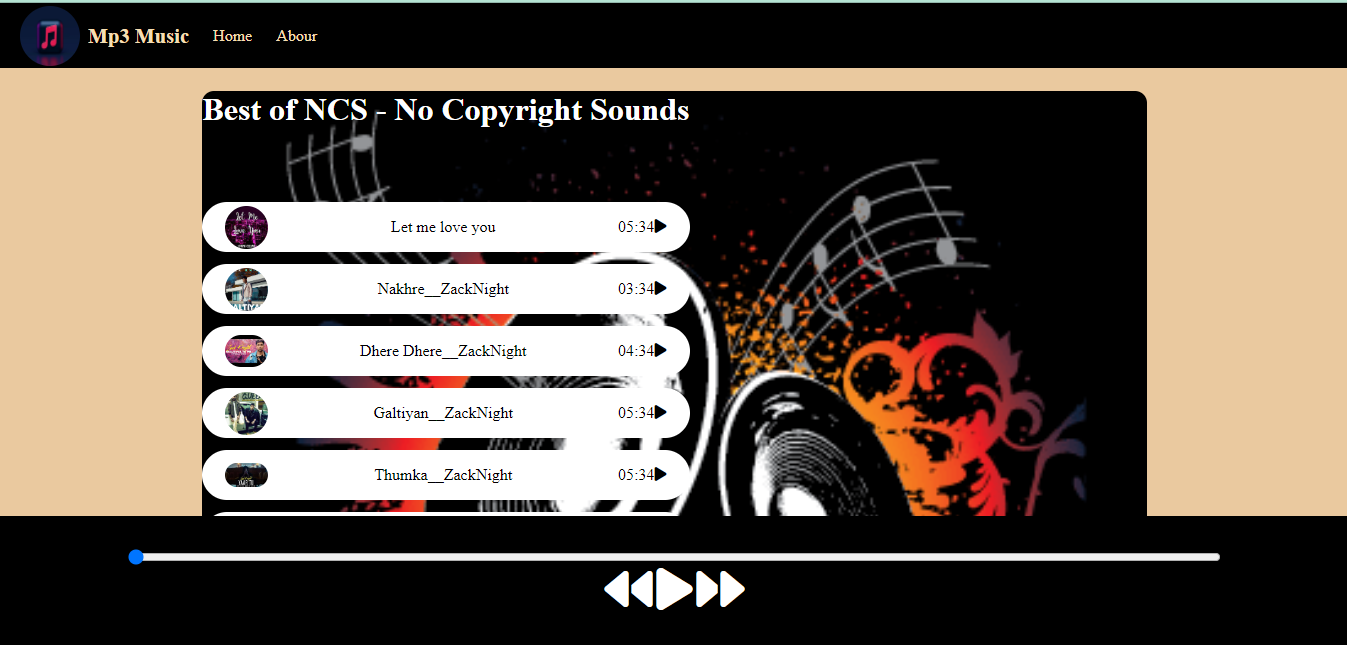 Mp3 Music Home Abour
Best of NCS - No Copyright Sounds
Let me love you 05:34
Nakhre__ZackNight 03:34
Dhere Dhere__ZackNight 04:34
Galtiyan__ZackNight 05:34
Thumka__ZackNight 05:34